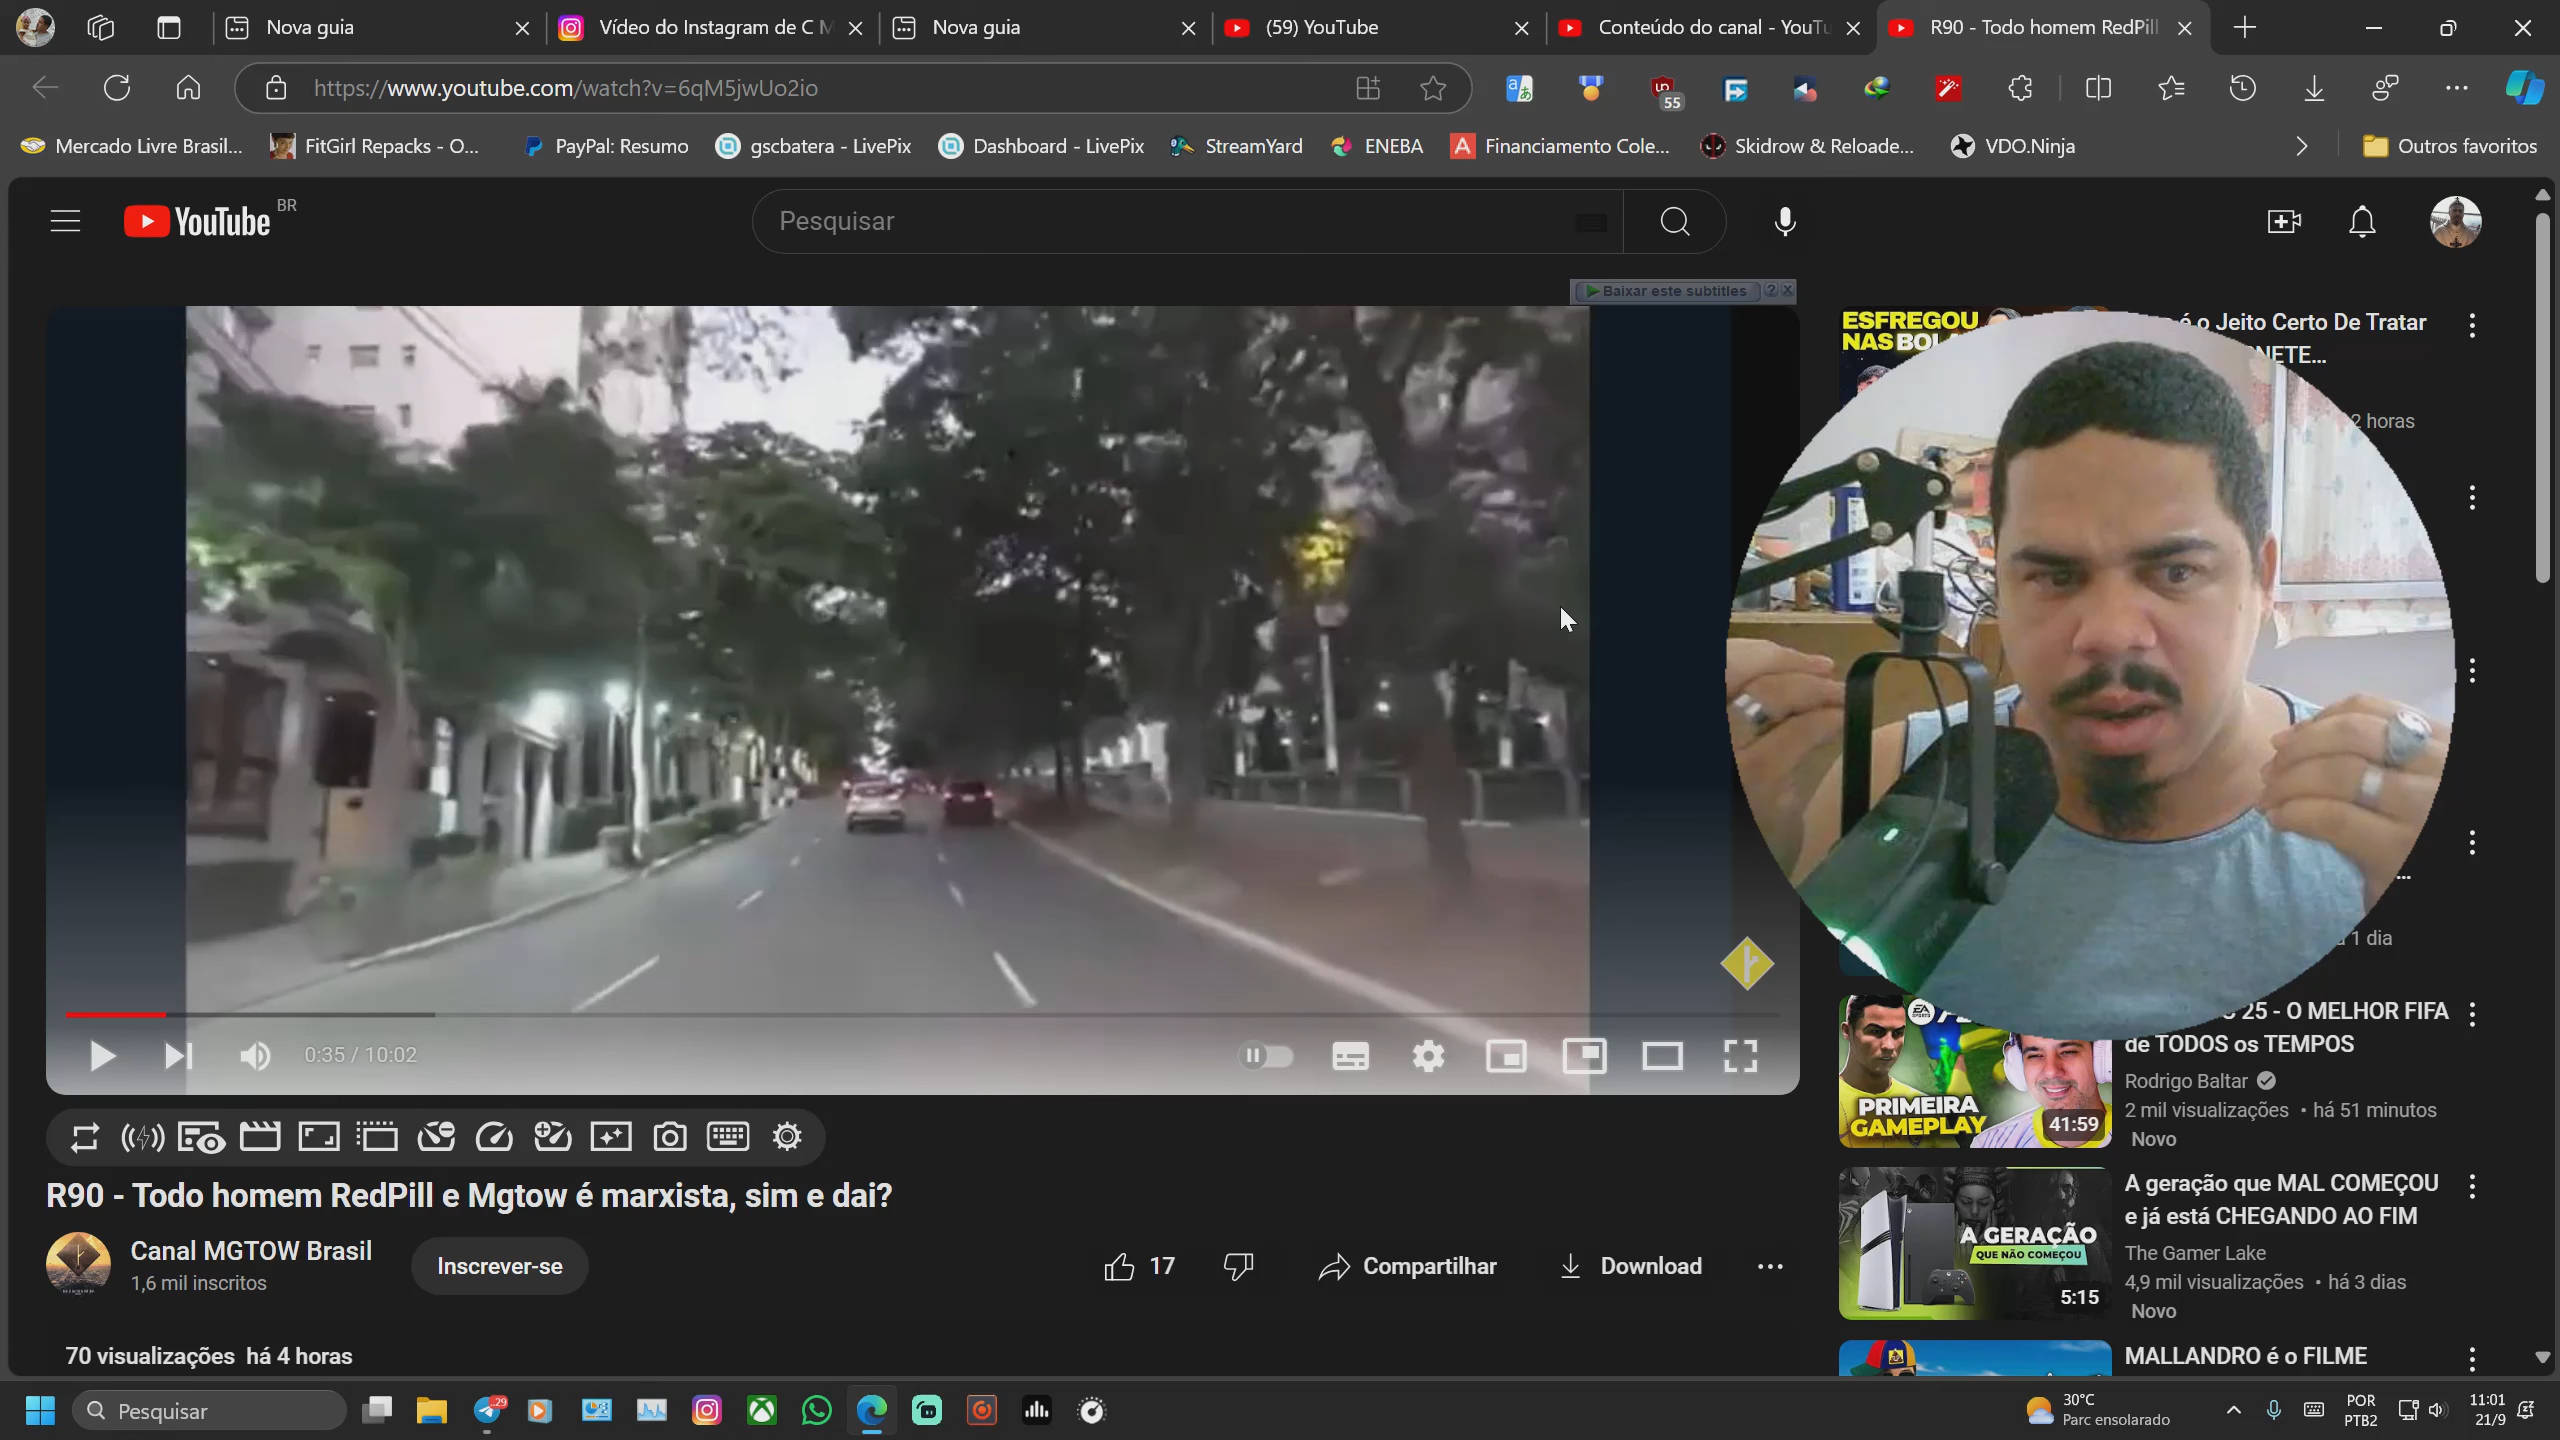 Nova guia
Vídeo do Instagram de C M
Nova guia
(59) YouTube
Conteúdo do canal - YouTu
R90 - Todo homem RedPill
https://www.youtube.com/watch?v=6qM5jwUo2io
55
Mercado Livre Brasil...
FitGirl Repacks - O...
PayPal: Resumo
gscbatera - LivePix
Dashboard - LivePix
StreamYard
ENEBA
Financiamento Cole...
Skidrow & Reloade...
VDO.Ninja
Outros favoritos
YouTube BR
Pesquisar
Baixar este subtitles
ESFREGOU
NAS BOL
é o Jeito Certo De Tratar
NETE...
2 horas
...
1 dia
0:35 / 10:02
EA SPORTS
PRIMEIRA
GAMEPLAY
41:59
25 - O MELHOR FIFA
de TODOS os TEMPOS
Rodrigo Baltar
2 mil visualizações • há 51 minutos
Novo
A GERAÇÃO
QUE NÃO COMEÇOU
5:15
A geração que MAL COMEÇOU
e já está CHEGANDO AO FIM
The Gamer Lake
4,9 mil visualizações • há 3 dias
Novo
MALLANDRO é o FILME
R90 - Todo homem RedPill e Mgtow é marxista, sim e dai?
Canal MGTOW Brasil
1,6 mil inscritos
Inscrever-se
17
Compartilhar
Download
70 visualizações há 4 horas
Pesquisar
29
30°C
Parc ensolarado
POR
PTB2
11:01
21/9